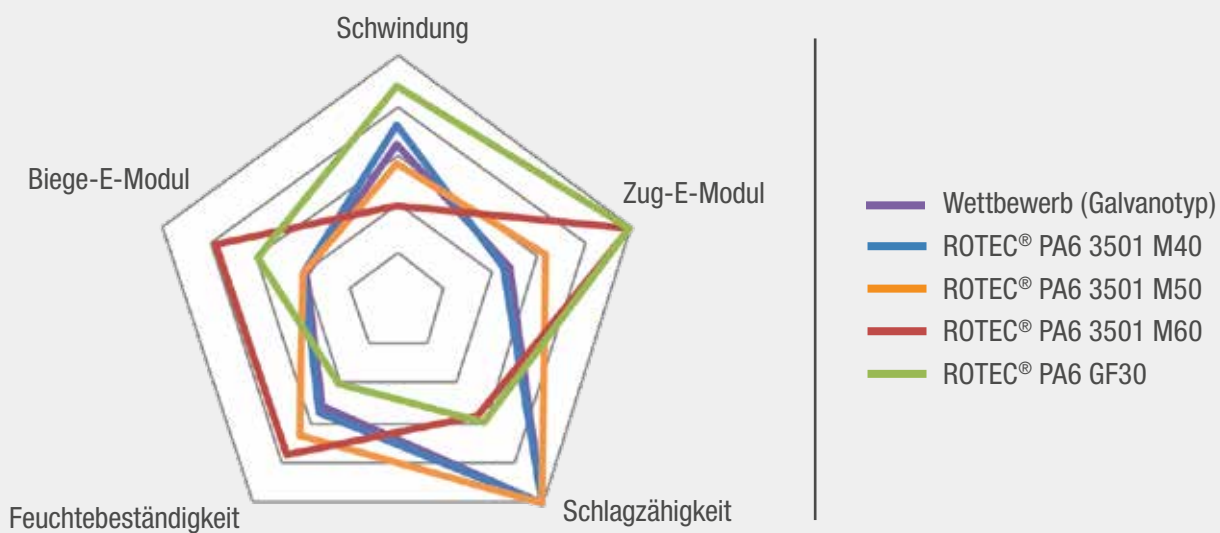 Schwindung
Biege-E-Modul
Zug-E-Modul
Feuchtebeständigkeit
Schlagzähigkeit
Wettbewerb (Galvanotyp)
ROTEC® PA6 3501 M40
ROTEC® PA6 3501 M50
ROTEC® PA6 3501 M60
ROTEC® PA6 GF30